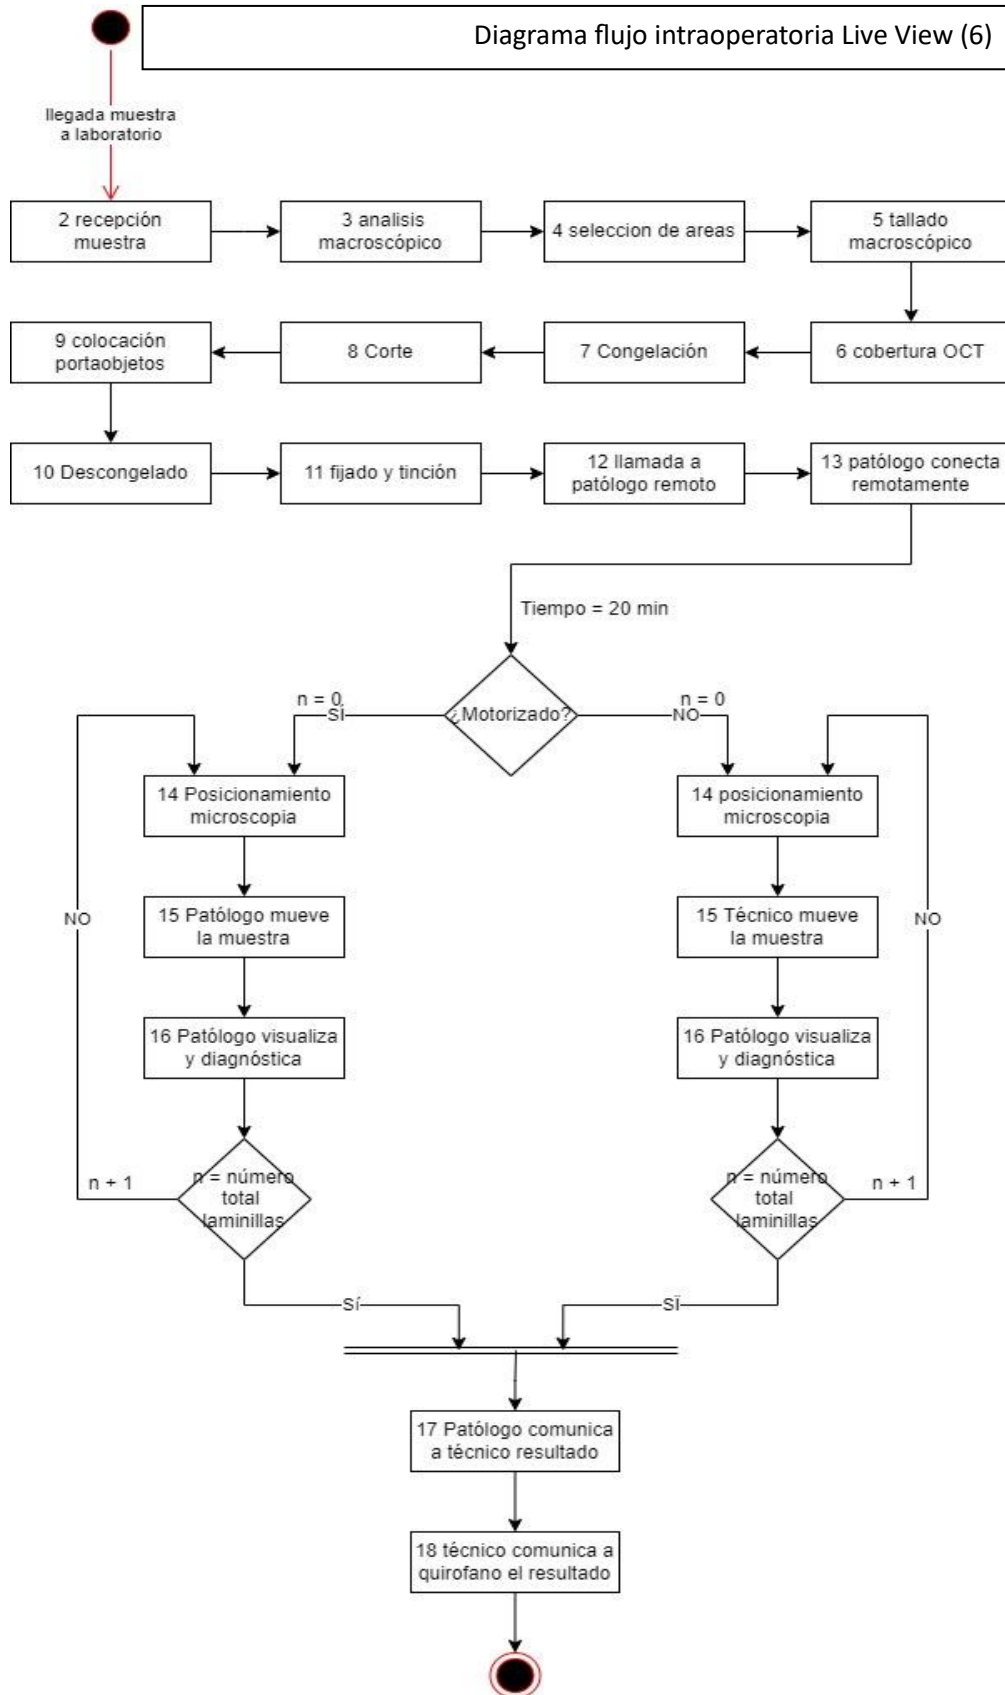 Diagrama flujo intraoperatoria Live View (6)
llegada muestra
a laboratorio
2 recepción
muestra
3 analisis
macroscópico
4 seleccion de areas
5 tallado
macroscópico
6 cobertura OCT
7 Congelación
8 Corte
9 colocación
portaobjetos
10 Descongelado
11 fijado y tinción
12 llamada a
patólogo remoto
13 patólogo conecta
remotamente
Tiempo = 20 min
¿Motorizado?
n = 0
SÍ
n = 0
NO
14 Posicionamiento
microscopia
15 Patólogo mueve
la muestra
16 Patólogo visualiza
y diagnóstica
n = número
total
laminillas
n + 1
NO
Sí
14 posicionamiento
microscopia
15 Técnico mueve
la muestra
16 Patólogo visualiza
y diagnóstica
n = número
total
laminillas
n + 1
NO
SÏ
17 Patólogo comunica
a técnico resultado
18 técnico comunica a
quirofano el resultado